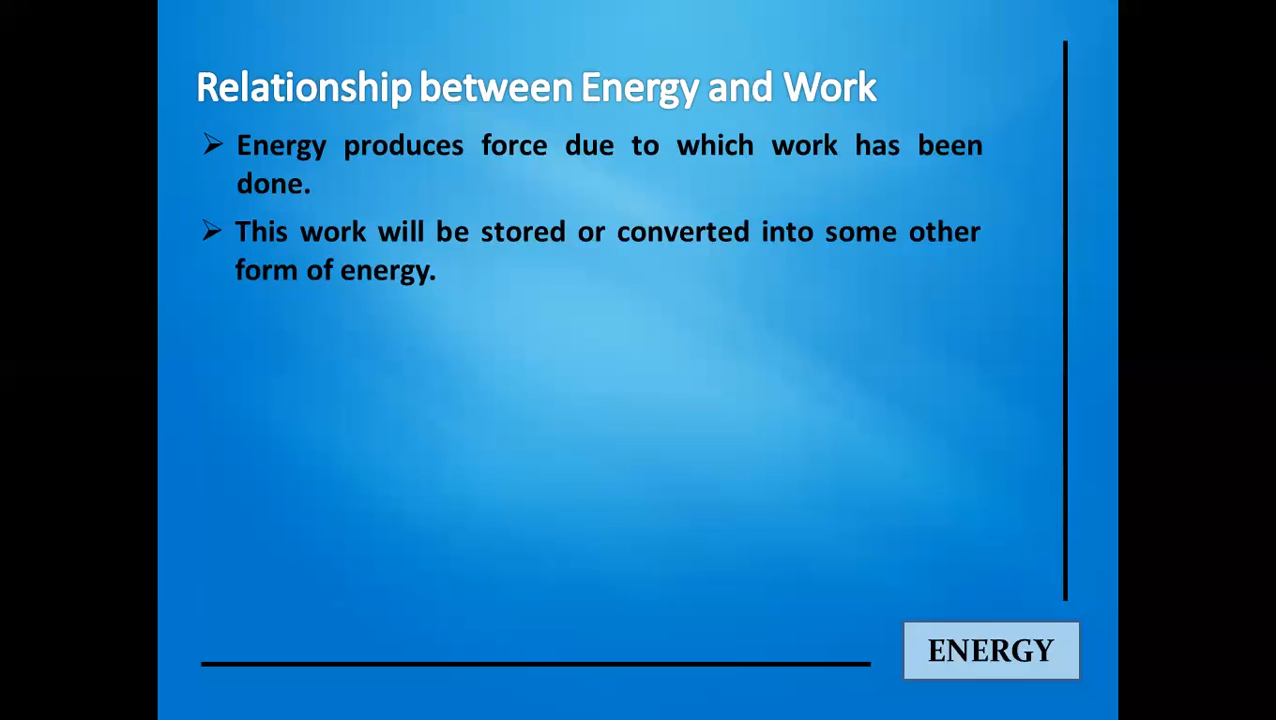 Relationship between Energy and Work
➢ Energy produces force due to which work has been
done.
➢ This work will be stored or converted into some other
form of energy.
ENERGY